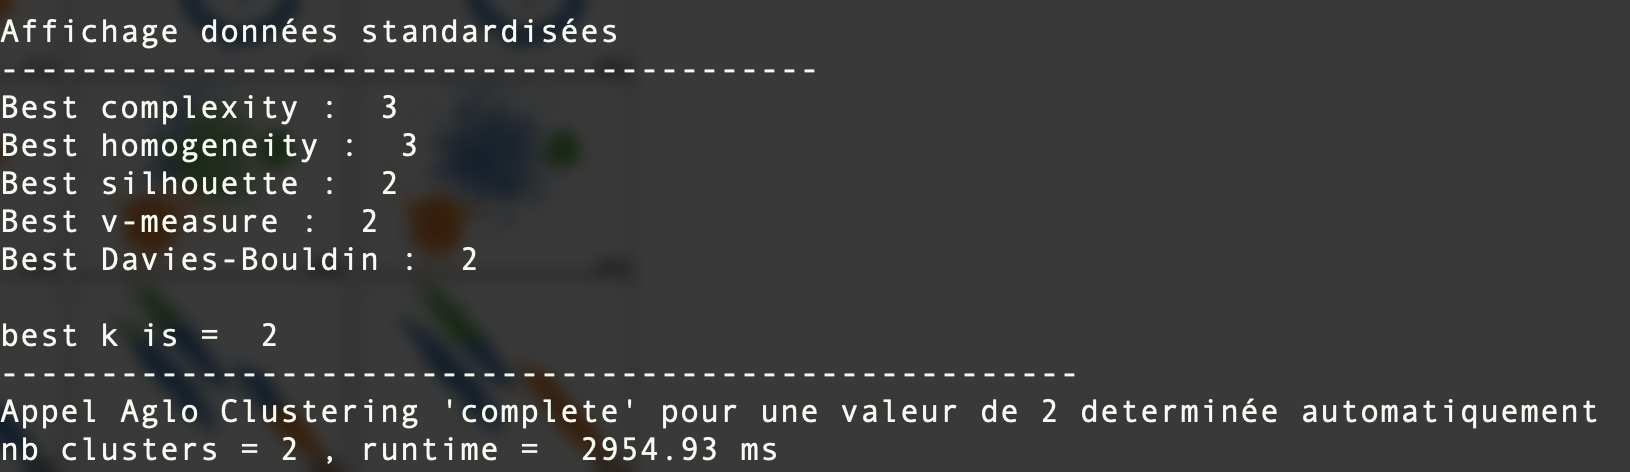 Affichage données standardisées
-----------------------------------------
Best complexity :  3
Best homogeneity :  3
Best silhouette :  2
Best v-measure :  2
Best Davies-Bouldin :  2
best k is =  2
------------------------------------------------------
Appel Aglo Clustering 'complete' pour une valeur de 2 determinée automatiquement
nb clusters = 2 , runtime =  2954.93 ms